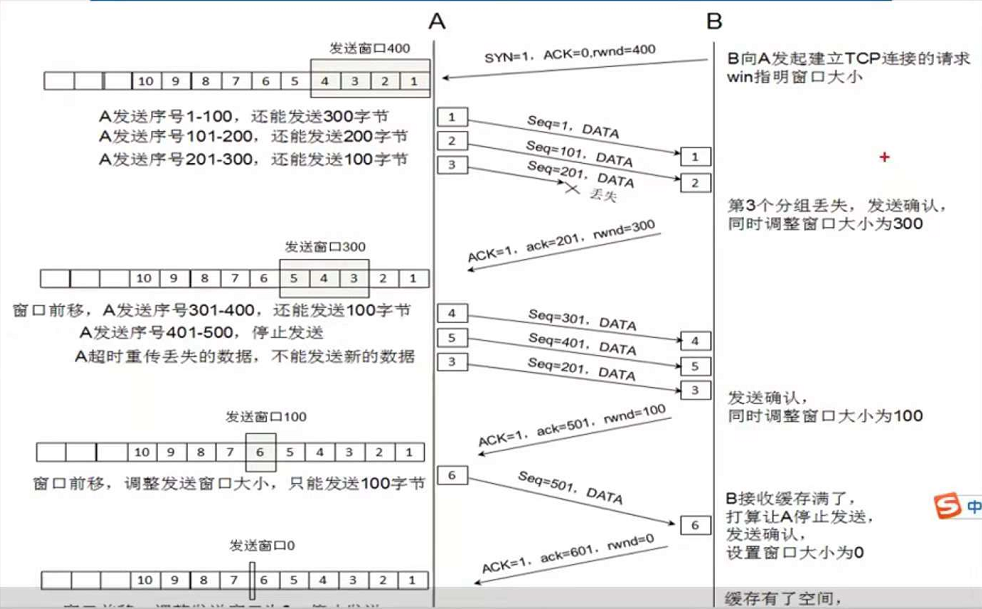 A
B
发送窗口400
10 9 8 7 6 5 4 3 2 1
SYN=1，ACK=0,rwnd=400
B向A发起建立TCP连接的请求
win指明窗口大小
A发送序号1-100，还能发送300字节
A发送序号101-200，还能发送200字节
A发送序号201-300，还能发送100字节
1
2
3
Seq=1，DATA
Seq=101，DATA
Seq=201，DATA
丢失
1
2
第3个分组丢失，发送确认，
同时调整窗口大小为300
ACK=1，ack=201，rwnd=300
发送窗口300
10 9 8 7 6 5 4 3 2 1
窗口前移，A发送序号301-400，还能发送100字节
A发送序号401-500，停止发送
A超时重传丢失的数据，不能发送新的数据
4
5
3
Seq=301，DATA
Seq=401，DATA
Seq=201，DATA
4
5
3
发送确认，
同时调整窗口大小为100
ACK=1，ack=501，rwnd=100
发送窗口100
10 9 8 7 6 5 4 3 2 1
窗口前移，调整发送窗口大小，只能发送100字节
6
Seq=501，DATA
6
B接收缓存满了，
打算让A停止发送，
发送确认，
设置窗口大小为0
S 中
ACK=1，ack=601，rwnd=0
发送窗口0
10 9 8 7 6 5 4 3 2 1
缓存有了空间，